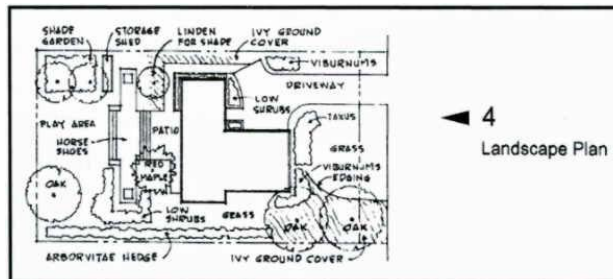 SHADE
GARDEN
STORAGE
SHED
LINDEN
FOR SHADE
IVY GROUND
COVER
VIBURNUMS
DRIVEWAY
LOW
SHRUBS
TAXUS
PLAY AREA
PATIO
HORSE
SHOES
GRASS
RED
MAPLE
VIBURNUMS
EDGING
OAK
LOW
SHRUBS
GRASS
OAK
OAK
ARBORVITAE HEDGE
IVY GROUND COVER
4
Landscape Plan